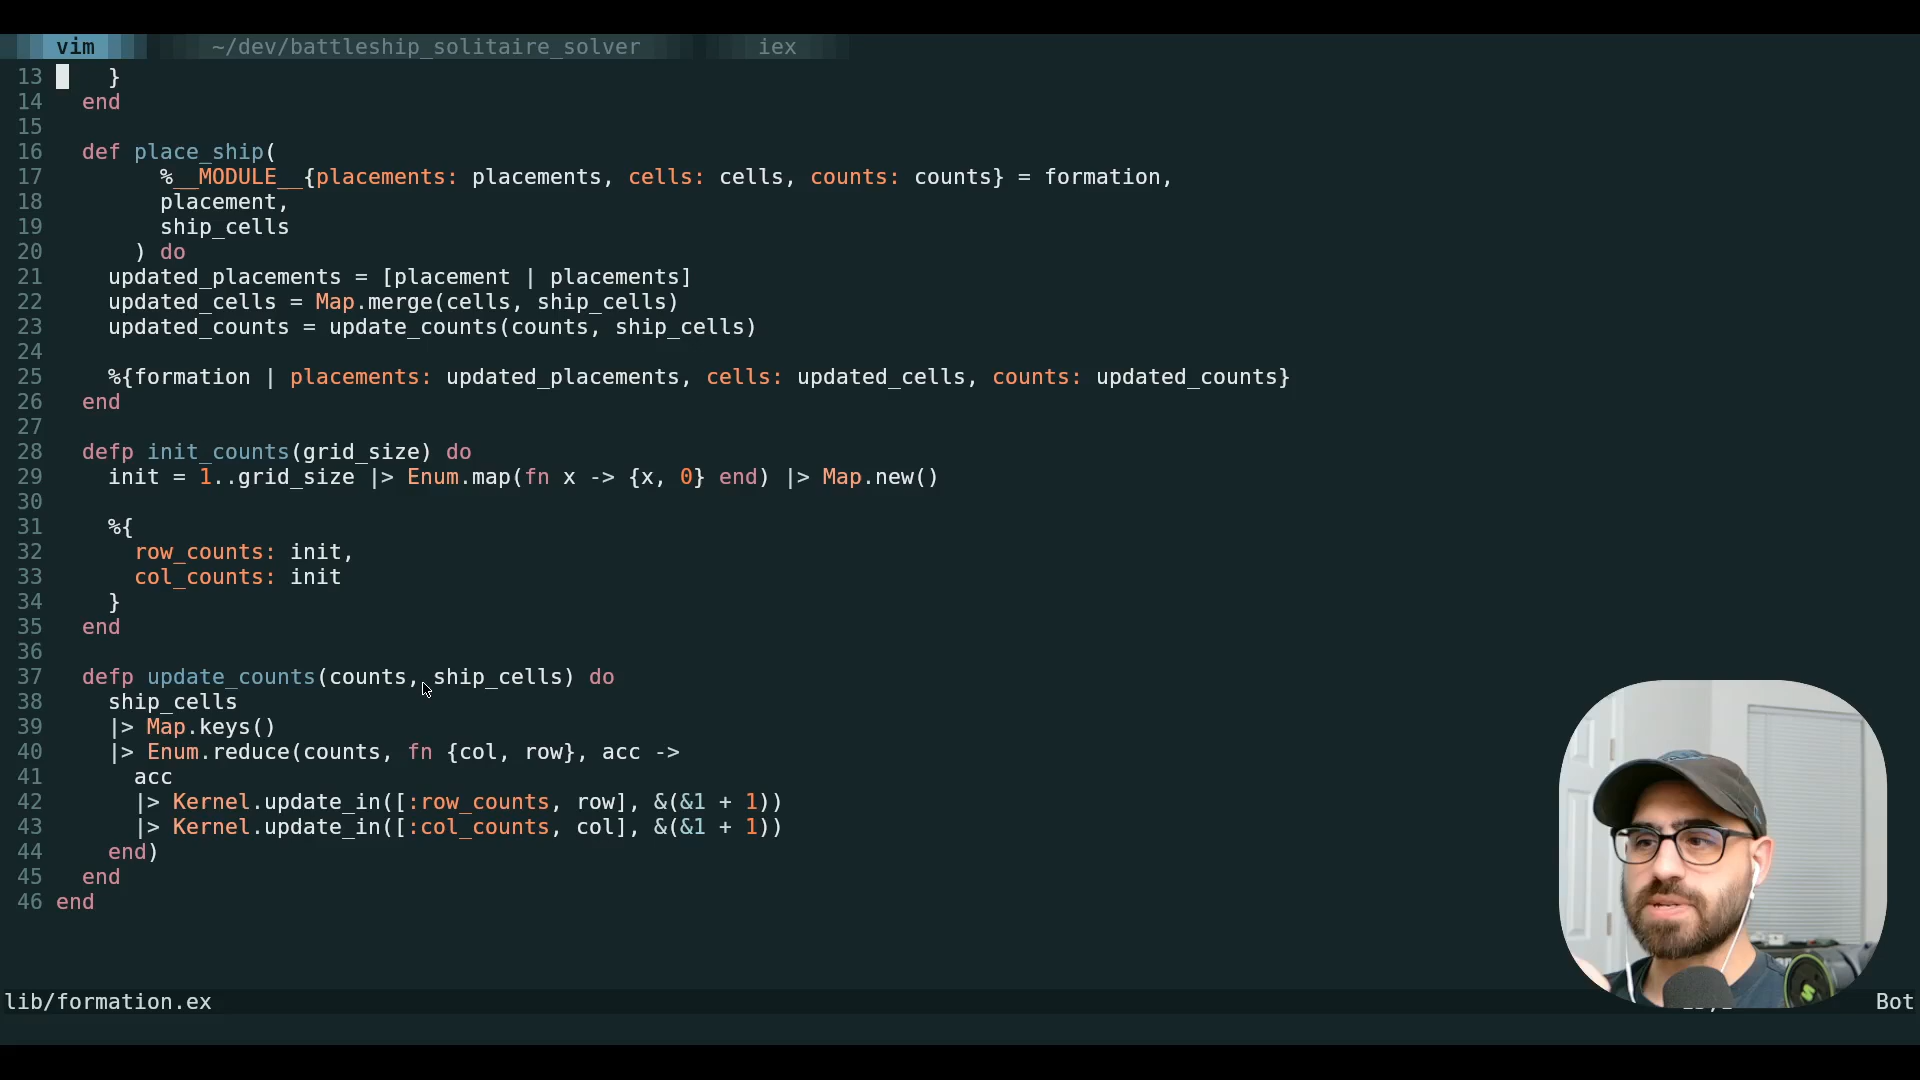 vim ~/dev/battleship_solitaire_solver iex
13     }
14   end
15
16   def place_ship(
17         %__MODULE__{placements: placements, cells: cells, counts: counts} = formation,
18         placement,
19         ship_cells
20       ) do
21     updated_placements = [placement | placements]
22     updated_cells = Map.merge(cells, ship_cells)
23     updated_counts = update_counts(counts, ship_cells)
24
25     %{formation | placements: updated_placements, cells: updated_cells, counts: updated_counts}
26   end
27
28   defp init_counts(grid_size) do
29     init = 1..grid_size |> Enum.map(fn x -> {x, 0} end) |> Map.new()
30
31     %{
32       row_counts: init,
33       col_counts: init
34     }
35   end
36
37   defp update_counts(counts, ship_cells) do
38     ship_cells
39     |> Map.keys()
40     |> Enum.reduce(counts, fn {col, row}, acc ->
41       acc
42       |> Kernel.update_in([:row_counts, row], &(&1 + 1))
43       |> Kernel.update_in([:col_counts, col], &(&1 + 1))
44     end)
45   end
46 end
lib/formation.ex Bot